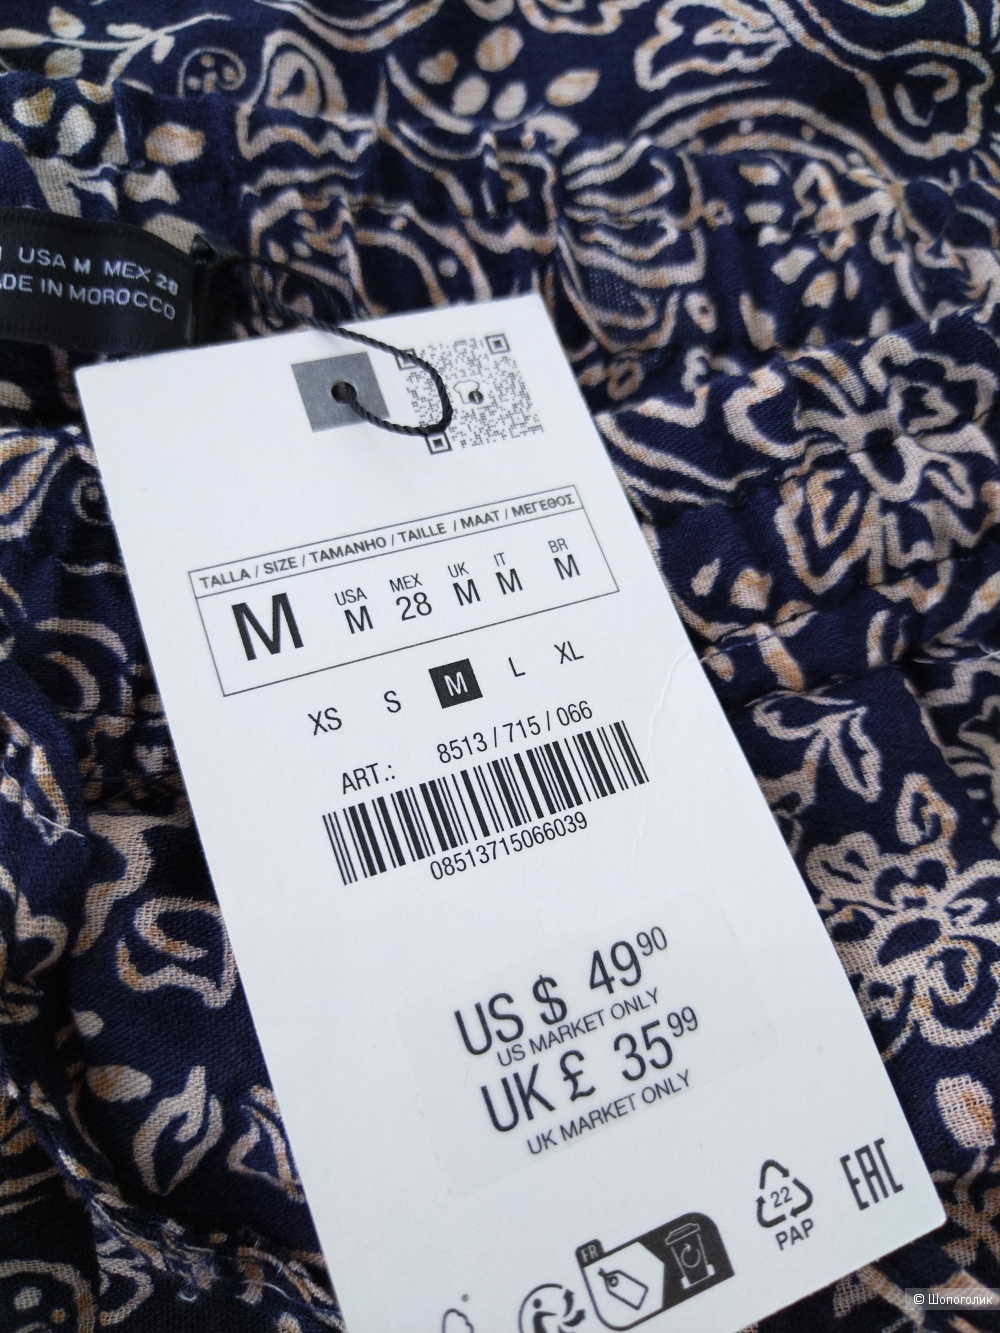 USA M MEX 28
MADE IN MOROCCO
TALLA / SIZE / TAMANHO / TAILLE / MAAT / ΜΕΓΕΘΟΣ
M USA M MEX 28 UK M IT M BR M
XS S M L XL
ART.: 8513 / 715 / 066
08513715066039
US $ 49 90
US MARKET ONLY
UK £ 35 99
UK MARKET ONLY
22
PAP
EAC
FR
© Шопоголик